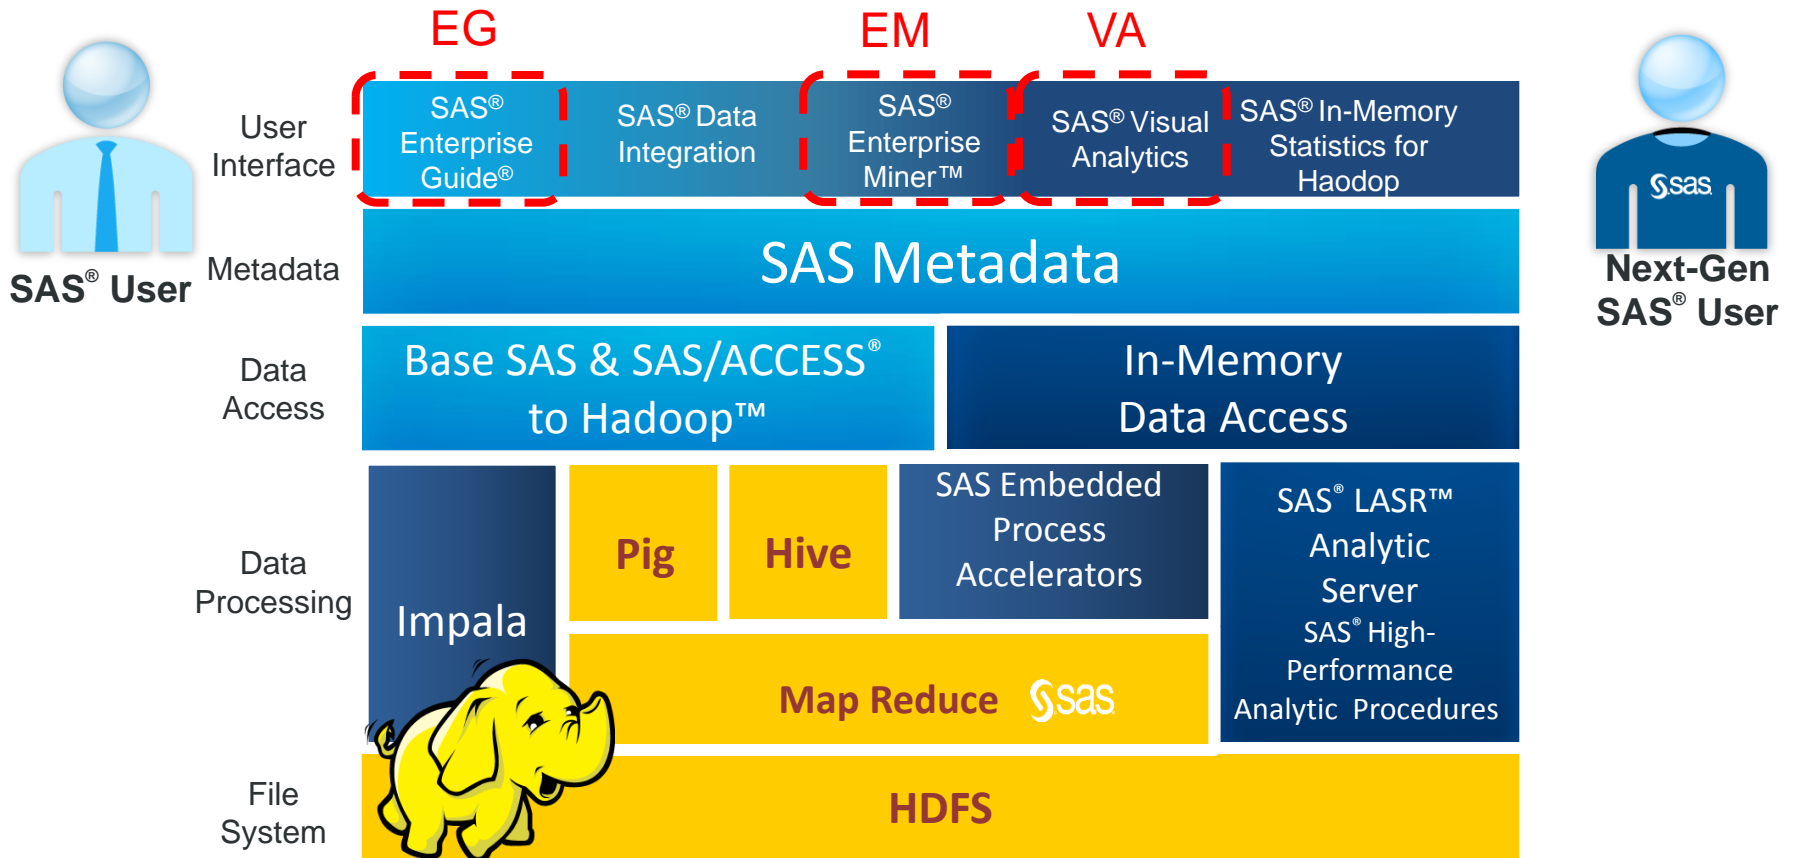 EG
EM
VA
User
Interface
SAS®
Enterprise
Guide®
SAS® Data
Integration
SAS®
Enterprise
Miner™
SAS® Visual
Analytics
SAS® In-Memory
Statistics for
Haodop
SAS® User
Metadata
SAS Metadata
Next-Gen
SAS® User
sas
Data
Access
Base SAS & SAS/ACCESS®
to Hadoop™
In-Memory
Data Access
Data
Processing
Impala
Pig
Hive
SAS Embedded
Process
Accelerators
SAS® LASR™
Analytic
Server
SAS® High-
Performance
Analytic Procedures
Map Reduce sas
File
System
HDFS